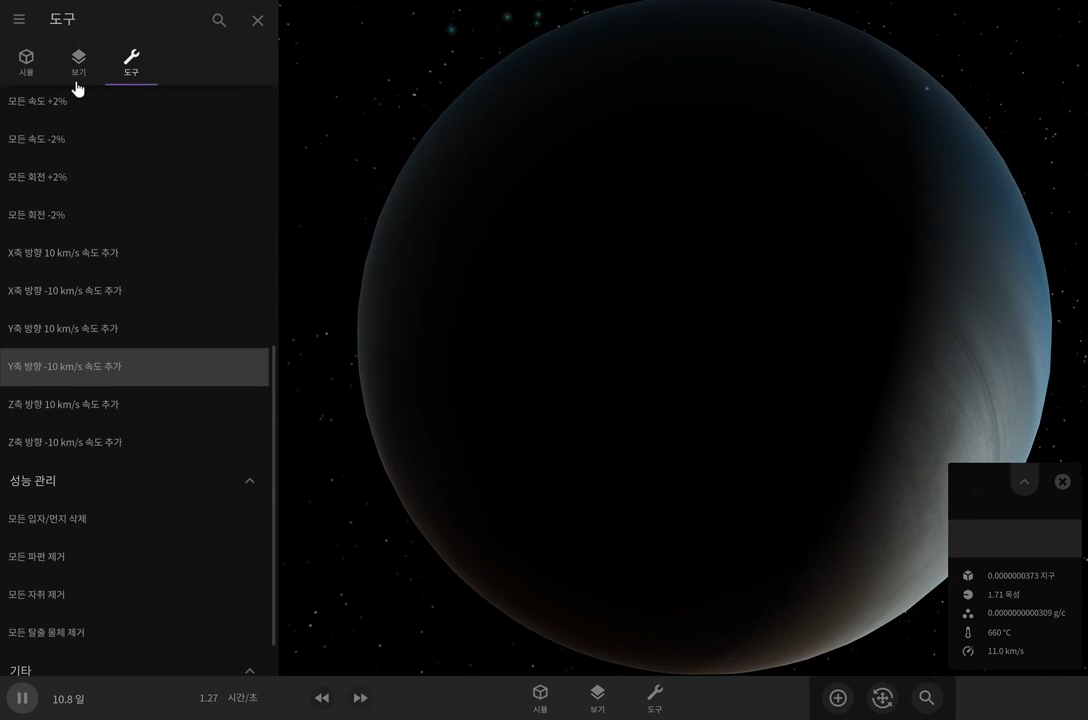 도구
시뮬
보기
도구
모든 속도 +2%
모든 속도 -2%
모든 회전 +2%
모든 회전 -2%
X축 방향 10 km/s 속도 추가
X축 방향 -10 km/s 속도 추가
Y축 방향 10 km/s 속도 추가
Y축 방향 -10 km/s 속도 추가
Z축 방향 10 km/s 속도 추가
Z축 방향 -10 km/s 속도 추가
성능 관리
모든 입자/먼지 삭제
모든 파편 제거
모든 자취 제거
모든 탈출 물체 제거
기타
0.0000000373 지구
1.71 목성
0.0000000000309 g/c
660 °C
11.0 km/s
10.8 일
1.27 시간/초
시뮬
보기
도구